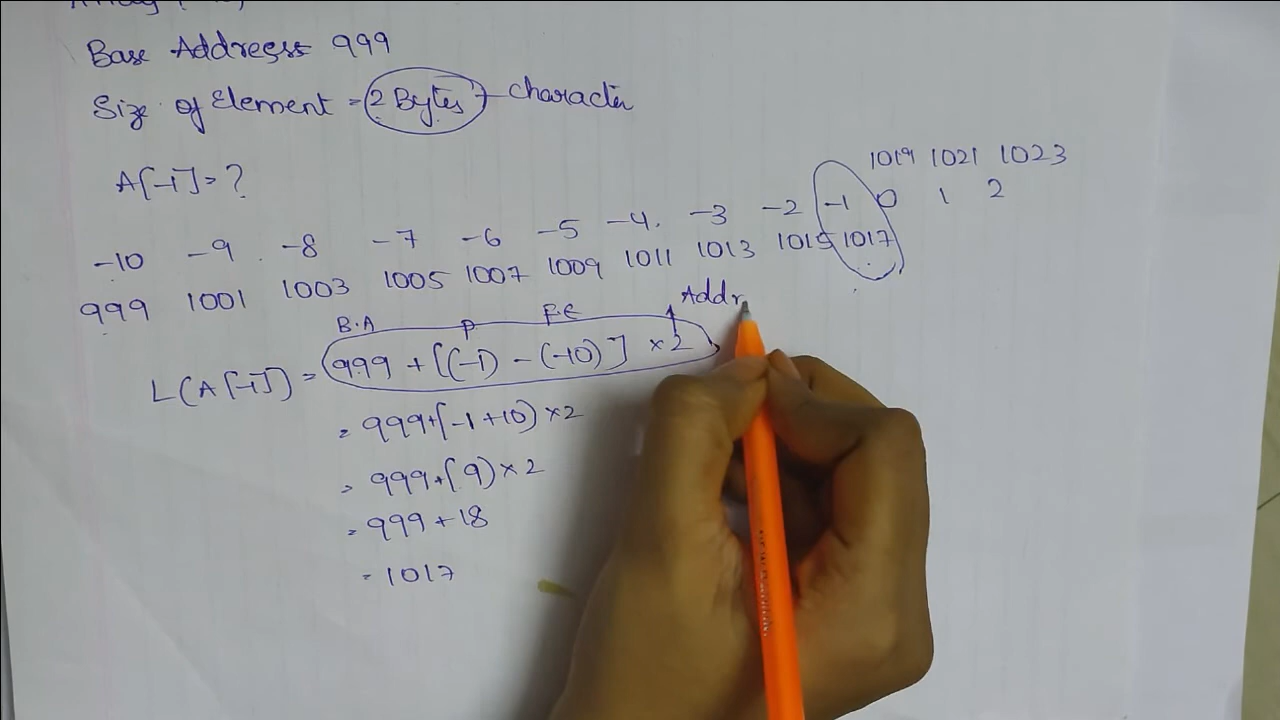 Base Address 999
Size of Element = 2 Bytes - character
A[-1] = ?
1019 1021 1023
-10 -9 -8 -7 -6 -5 -4 -3 -2 -1 0 1 2
999 1001 1003 1005 1007 1009 1011 1013 1015 1017
B.A P F.E Addr
L(A[-1]) = 999 + [(-1) - (-10)] × 2
= 999 + (-1 + 10) × 2
= 999 + (9) × 2
= 999 + 18
= 1017